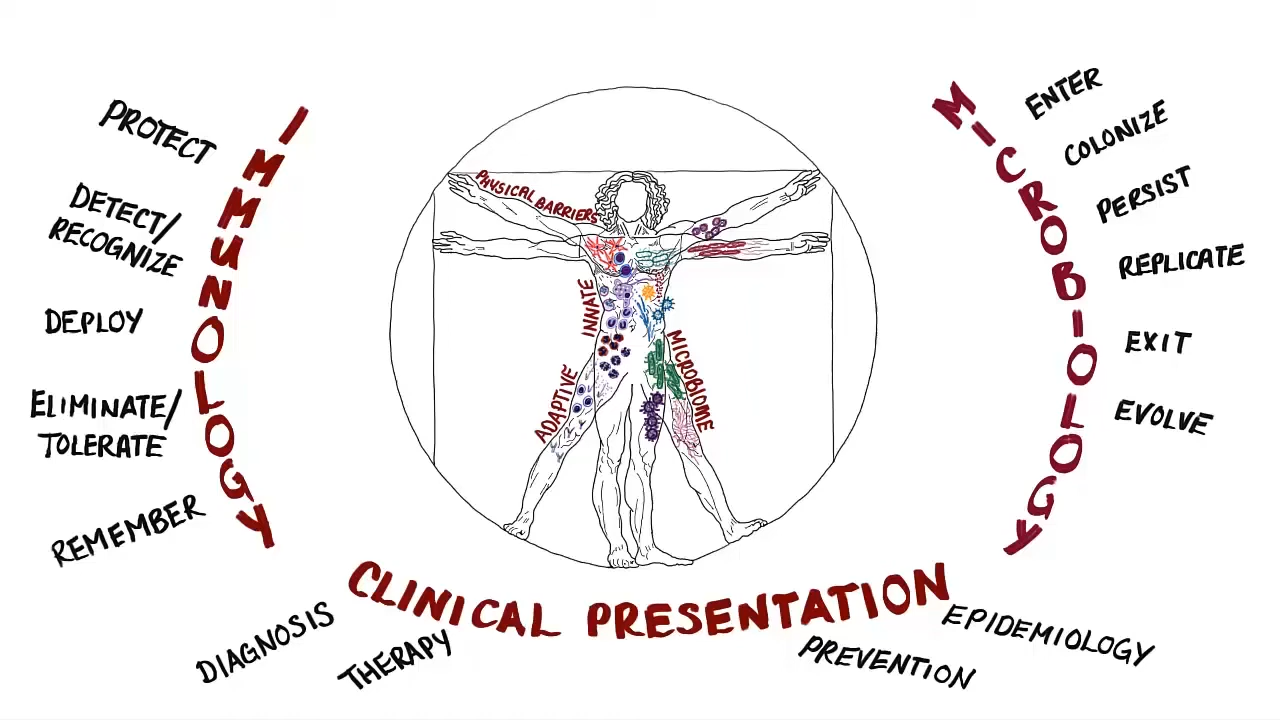 IMMUNOLOGY
PROTECT
DETECT/
RECOGNIZE
DEPLOY
ELIMINATE/
TOLERATE
REMEMBER
PHYSICAL BARRIERS
INNATE
ADAPTIVE
MICROBIOME
MICROBIOLOGY
ENTER
COLONIZE
PERSIST
REPLICATE
EXIT
EVOLVE
CLINICAL PRESENTATION
DIAGNOSIS
THERAPY
PREVENTION
EPIDEMIOLOGY